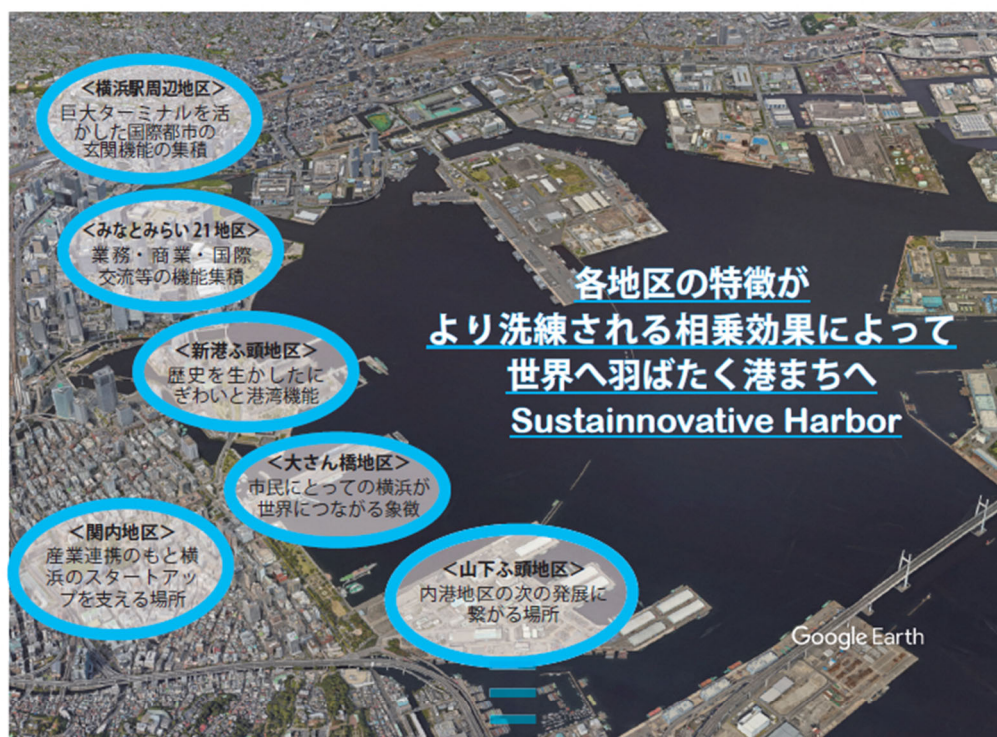 ＜横浜駅周辺地区＞
巨大ターミナルを活
かした国際都市の
玄関機能の集積
＜みなとみらい21地区＞
業務・商業・国際
交流等の機能集積
＜新港ふ頭地区＞
歴史を生かしたに
ぎわいと港湾機能
＜大さん橋地区＞
市民にとっての横浜が
世界につながる象徴
＜関内地区＞
産業連携のもと横
浜のスタートアッ
プを支える場所
＜山下ふ頭地区＞
内港地区の次の発展に
繋がる場所
各地区の特徴が
より洗練される相乗効果によって
世界へ羽ばたく港まちへ
Sustainnovative Harbor
Google Earth